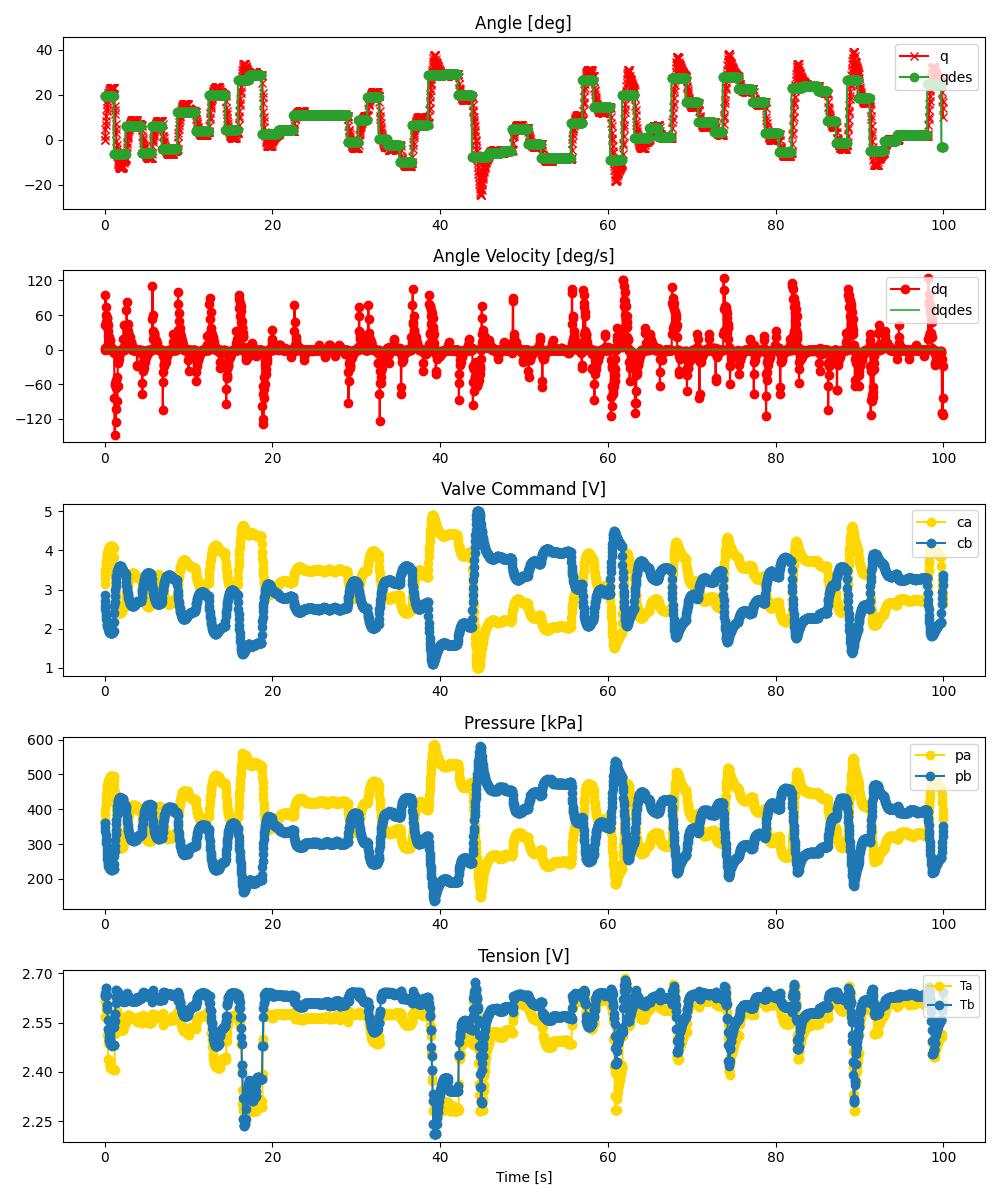 Angle [deg]
40
20
0
−20
q
qdes
0 20 40 60 80 100
Angle Velocity [deg/s]
120
60
0
−60
−120
dq
dqdes
0 20 40 60 80 100
Valve Command [V]
5
4
3
2
1
ca
cb
0 20 40 60 80 100
Pressure [kPa]
600
500
400
300
200
pa
pb
0 20 40 60 80 100
Tension [V]
2.70
2.55
2.40
2.25
Ta
Tb
0 20 40 60 80 100
Time [s]